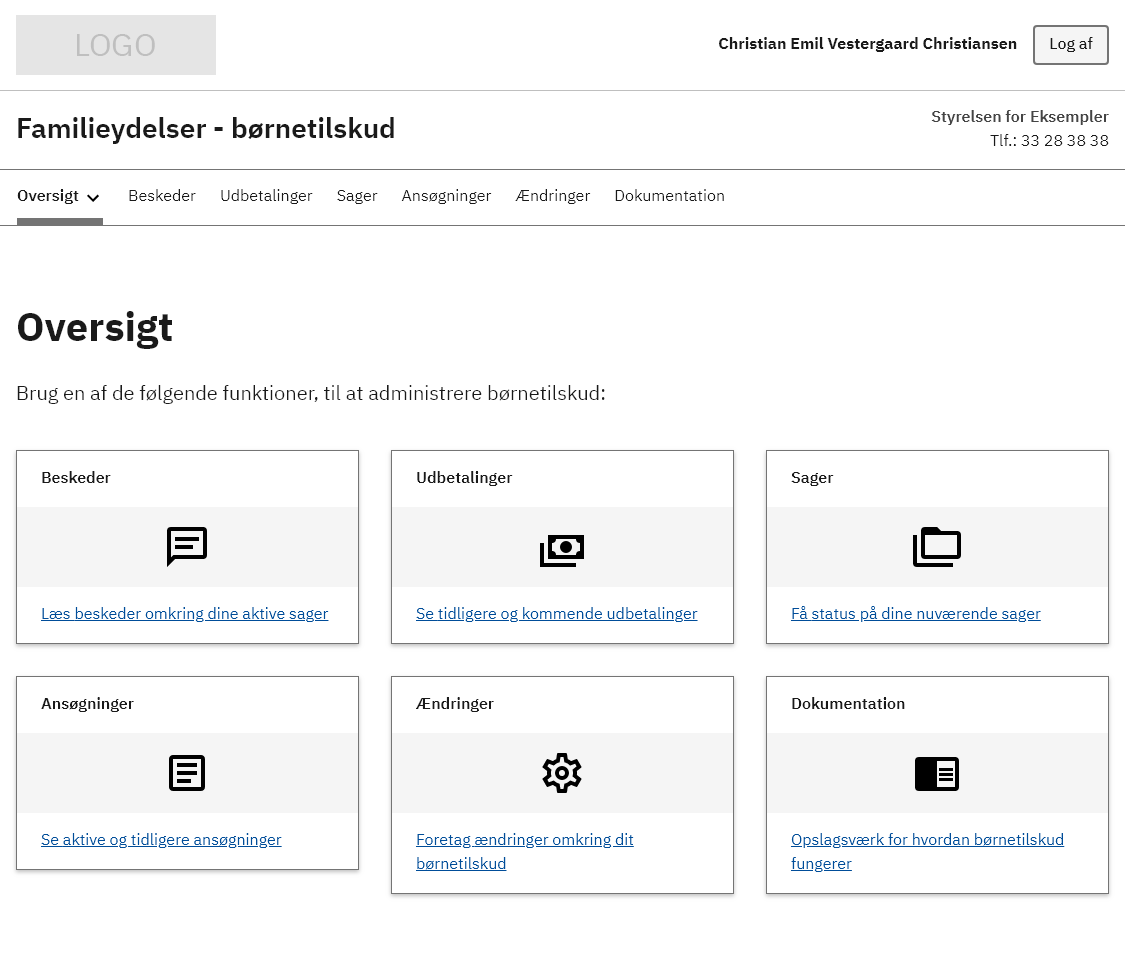 LOGO
Christian Emil Vestergaard Christiansen
Log af
Familieydelser - børnetilskud
Styrelsen for Eksempler
Tlf.: 33 28 38 38
Oversigt Beskeder Udbetalinger Sager Ansøgninger Ændringer Dokumentation
Oversigt
Brug en af de følgende funktioner, til at administrere børnetilskud:
Beskeder
Læs beskeder omkring dine aktive sager
Udbetalinger
Se tidligere og kommende udbetalinger
Sager
Få status på dine nuværende sager
Ansøgninger
Se aktive og tidligere ansøgninger
Ændringer
Foretag ændringer omkring dit
børnetilskud
Dokumentation
Opslagsværk for hvordan børnetilskud
fungerer